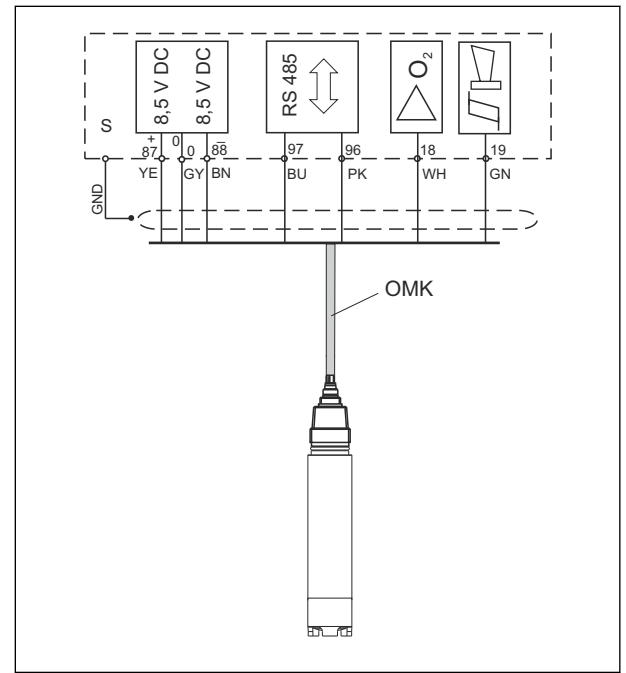 8,5 V DC
8,5 V DC
RS 485
O2
S
+
0
–
87
0
88
97
96
18
19
YE
GY
BN
BU
PK
WH
GN
GND
OMK